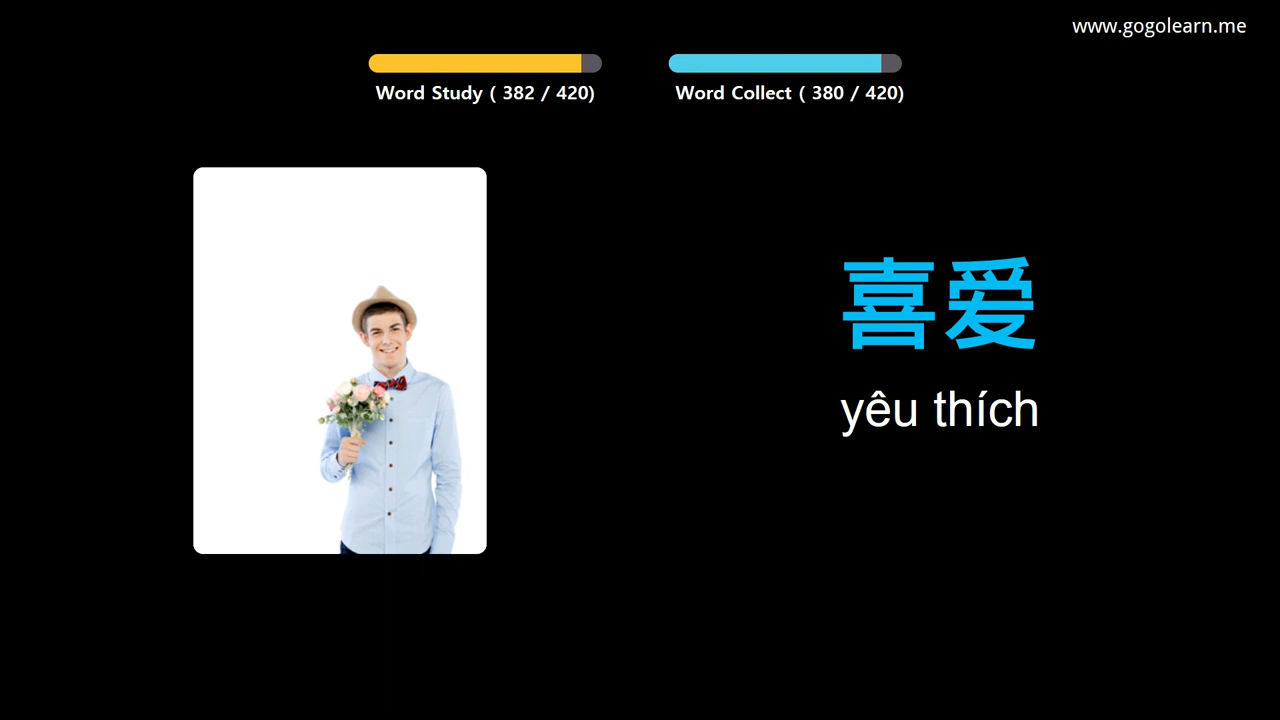 www.gogolearn.me
Word Study ( 382 / 420)
Word Collect ( 380 / 420)
喜爱
yêu thích